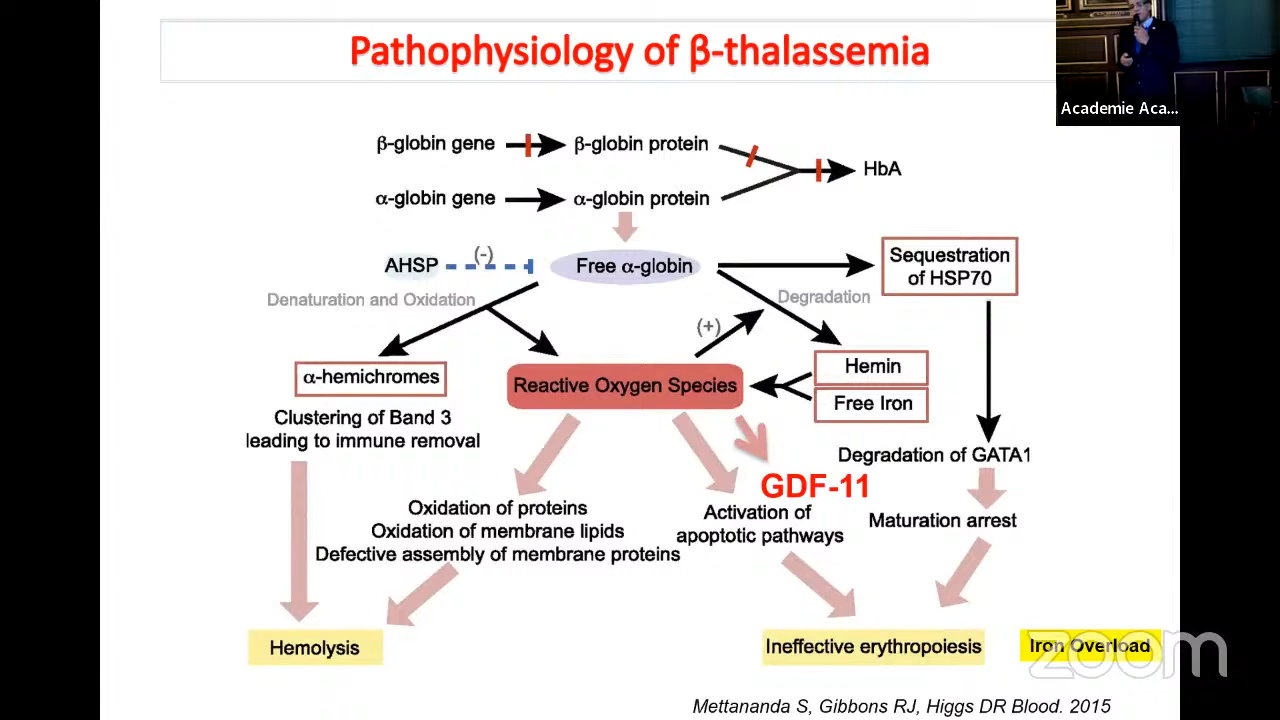 Pathophysiology of β-thalassemia
Academie Aca...
β-globin gene
β-globin protein
HbA
α-globin gene
α-globin protein
AHSP
(-)
Free α-globin
Sequestration
of HSP70
Denaturation and Oxidation
Degradation
(+)
α-hemichromes
Reactive Oxygen Species
Hemin
Free Iron
Clustering of Band 3
leading to immune removal
Degradation of GATA1
GDF-11
Oxidation of proteins
Oxidation of membrane lipids
Defective assembly of membrane proteins
Activation of
apoptotic pathways
Maturation arrest
Hemolysis
Ineffective erythropoiesis
Iron Overload
zoom
Mettananda S, Gibbons RJ, Higgs DR Blood. 2015